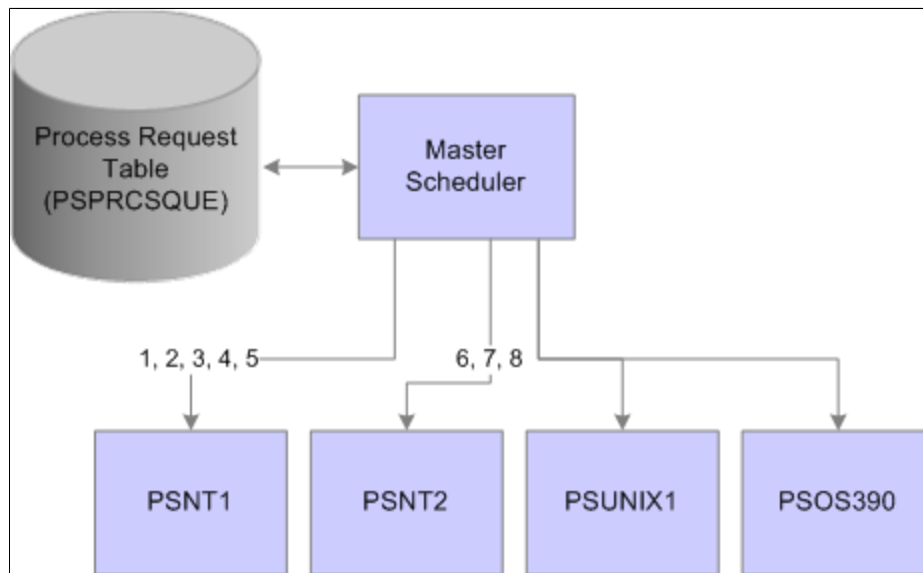 Process Request
Table
(PSPRCSQUE)
Master
Scheduler
1, 2, 3, 4, 5
6, 7, 8
PSNT1
PSNT2
PSUNIX1
PSOS390